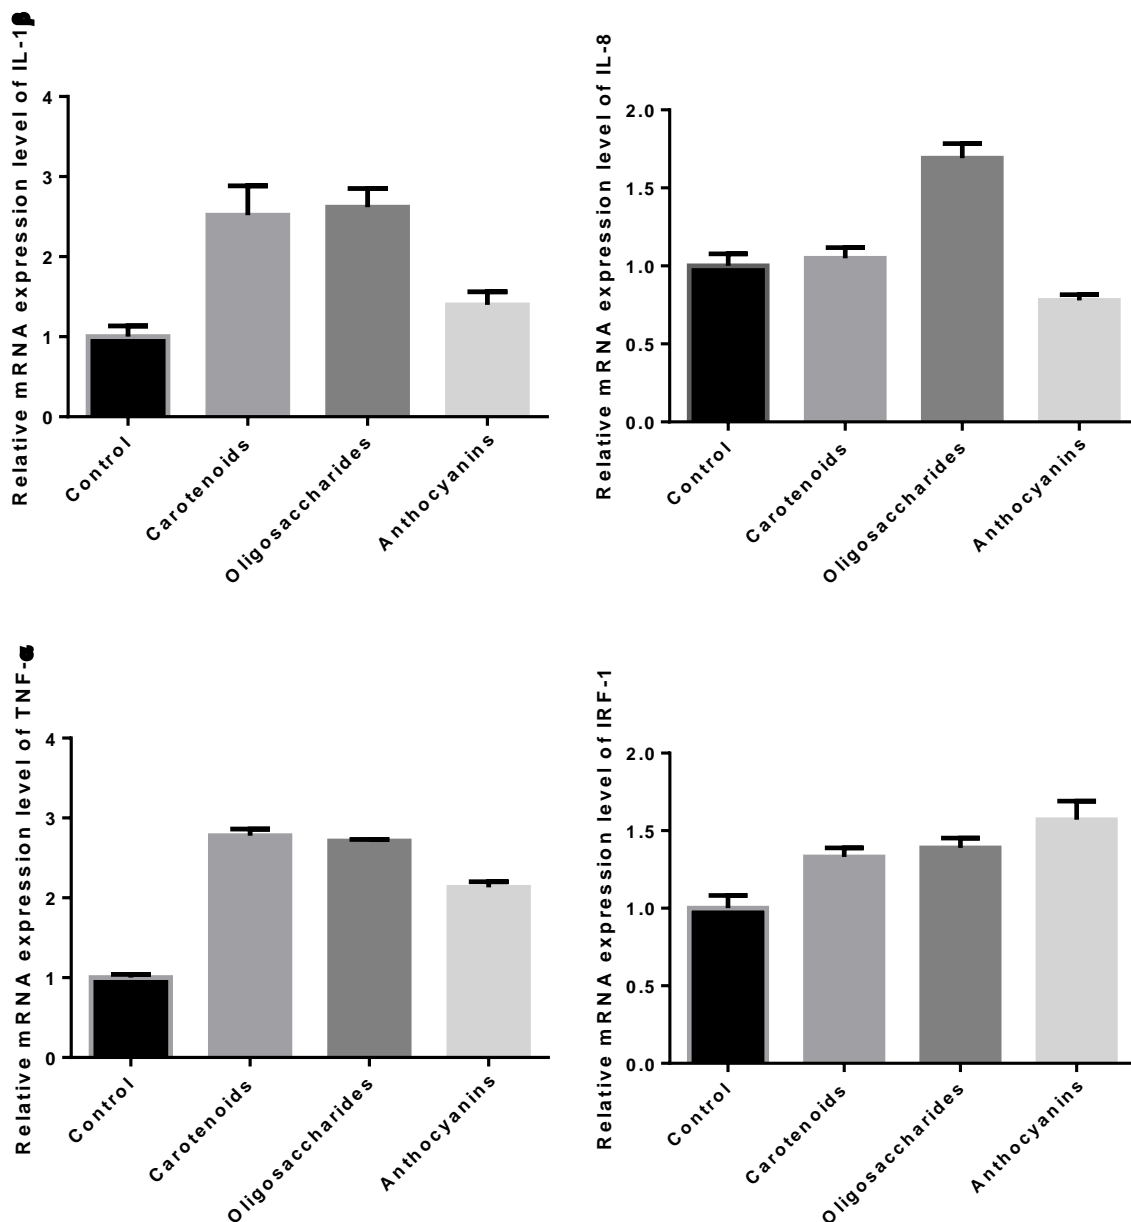 Relative mRNA expression level of IL-1β
4
3
2
1
0
Control
Carotenoids
Oligosaccharides
Anthocyanins
Relative mRNA expression level of IL-8
2.0
1.5
1.0
0.5
0.0
Control
Carotenoids
Oligosaccharides
Anthocyanins
Relative mRNA expression level of TNF-α
4
3
2
1
0
Control
Carotenoids
Oligosaccharides
Anthocyanins
Relative mRNA expression level of IRF-1
2.0
1.5
1.0
0.5
0.0
Control
Carotenoids
Oligosaccharides
Anthocyanins